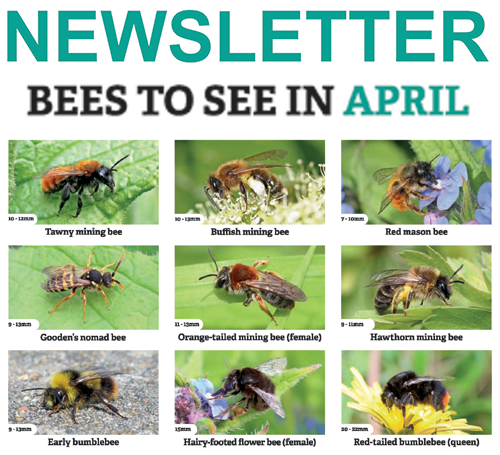 NEWSLETTER
BEES TO SEE IN APRIL
10 - 12mm 10 - 13mm 7 - 10mm
Tawny mining bee Buffish mining bee Red mason bee
9 - 13mm 11 - 13mm 9 - 11mm
Gooden's nomad bee Orange-tailed mining bee (female) Hawthorn mining bee
9 - 13mm 15mm 20 - 22mm
Early bumblebee Hairy-footed flower bee (female) Red-tailed bumblebee (queen)